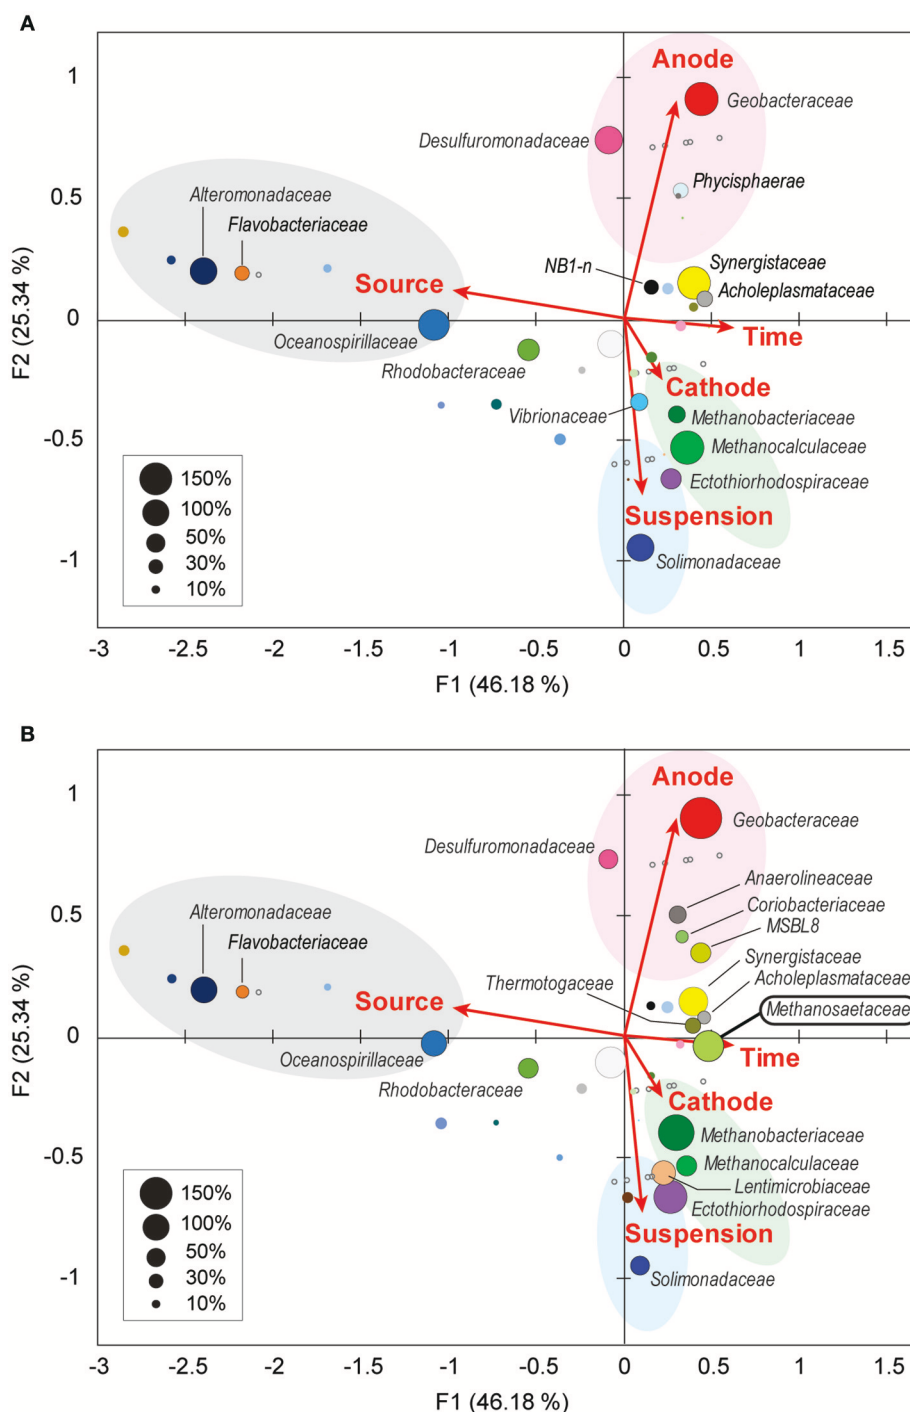 A
Anode
Geobacteraceae
Desulfuromonadaceae
Phycisphaerae
Alteromonadaceae
Flavobacteriaceae
NB1-n
Synergistaceae
Acholeplasmataceae
Source
Time
Oceanospirillaceae
Rhodobacteraceae
Cathode
Vibrionaceae
Methanobacteriaceae
Methanocalculaceae
Ectothiorhodospiraceae
Suspension
Solimonadaceae
150%
100%
50%
30%
10%
1
0.5
0
-0.5
-1
F2 (25.34 %)
-3 -2.5 -2 -1.5 -1 -0.5 0 0.5 1 1.5
F1 (46.18 %)
B
Anode
Geobacteraceae
Desulfuromonadaceae
Anaerolineaceae
Coriobacteriaceae
MSBL8
Alteromonadaceae
Flavobacteriaceae
Synergistaceae
Acholeplasmataceae
Thermotogaceae
Methanosaetaceae
Source
Time
Oceanospirillaceae
Rhodobacteraceae
Cathode
Methanobacteriaceae
Methanocalculaceae
Lentimicrobiaceae
Ectothiorhodospiraceae
Suspension
Solimonadaceae
150%
100%
50%
30%
10%
1
0.5
0
-0.5
-1
F2 (25.34 %)
-3 -2.5 -2 -1.5 -1 -0.5 0 0.5 1 1.5
F1 (46.18 %)